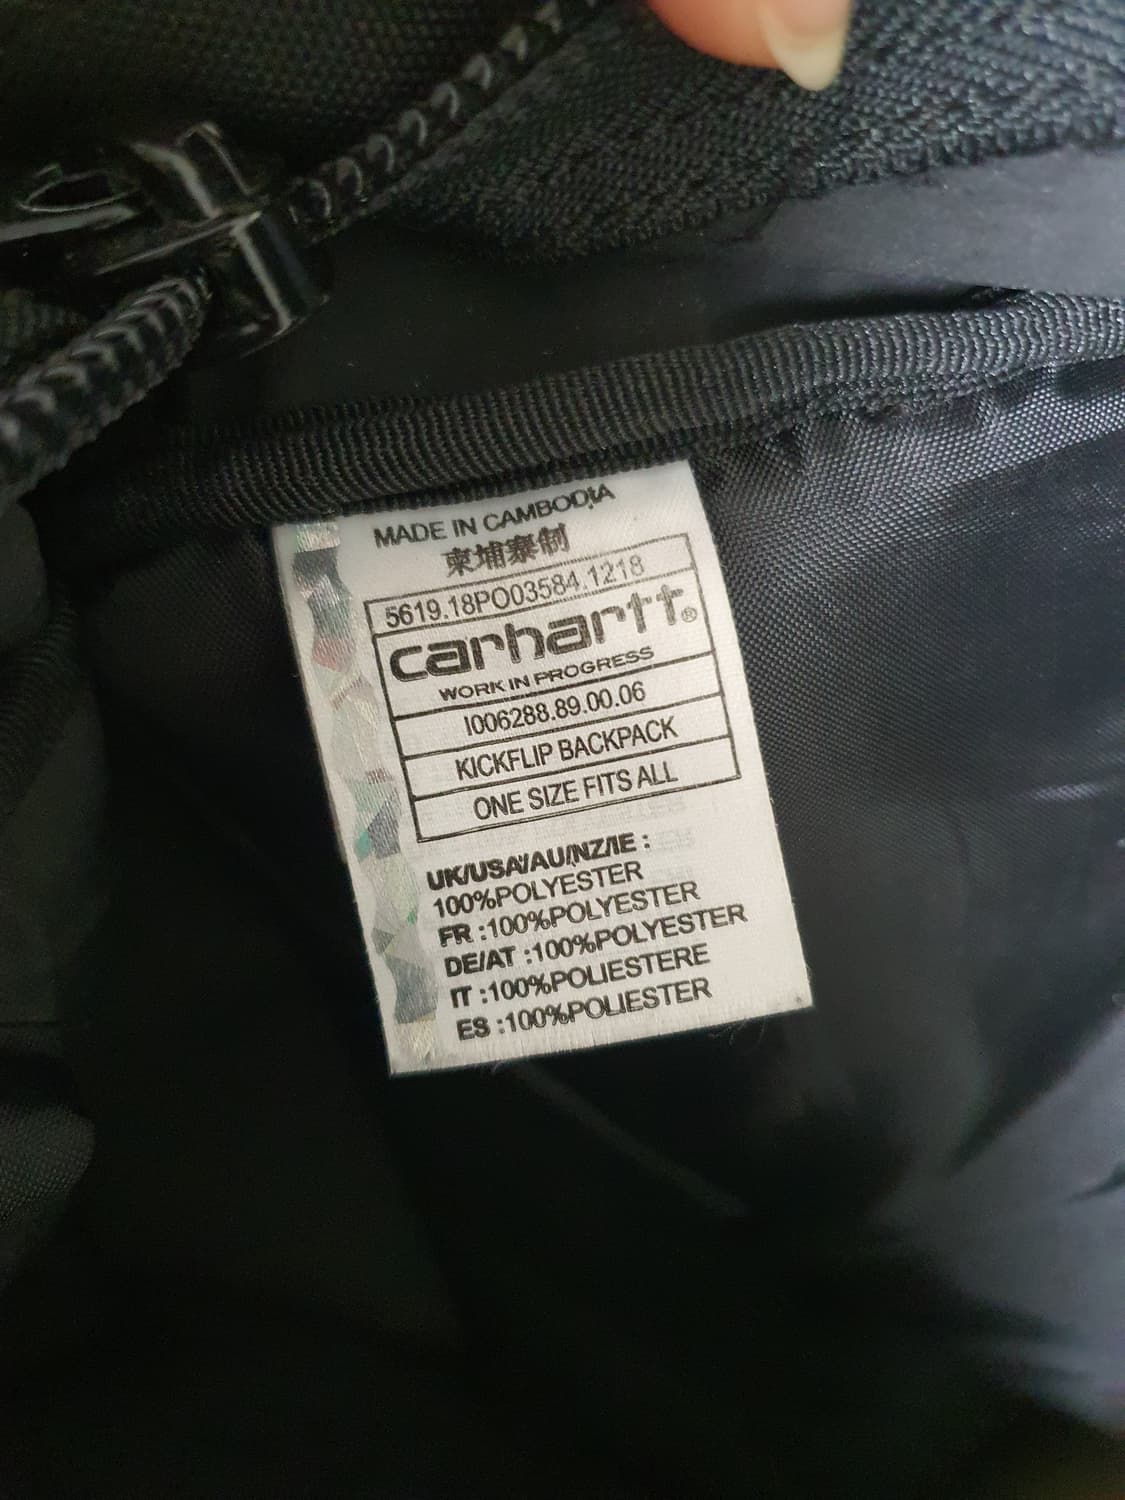 MADE IN CAMBODIA
柬埔寨制
5619.18PO03584.1218
carhartt®
WORK IN PROGRESS
I006288.89.00.06
KICKFLIP BACKPACK
ONE SIZE FITS ALL
UK/USA/AU/NZ/IE :
100%POLYESTER
FR :100%POLYESTER
DE/AT :100%POLYESTER
IT :100%POLIESTERE
ES :100%POLIESTER